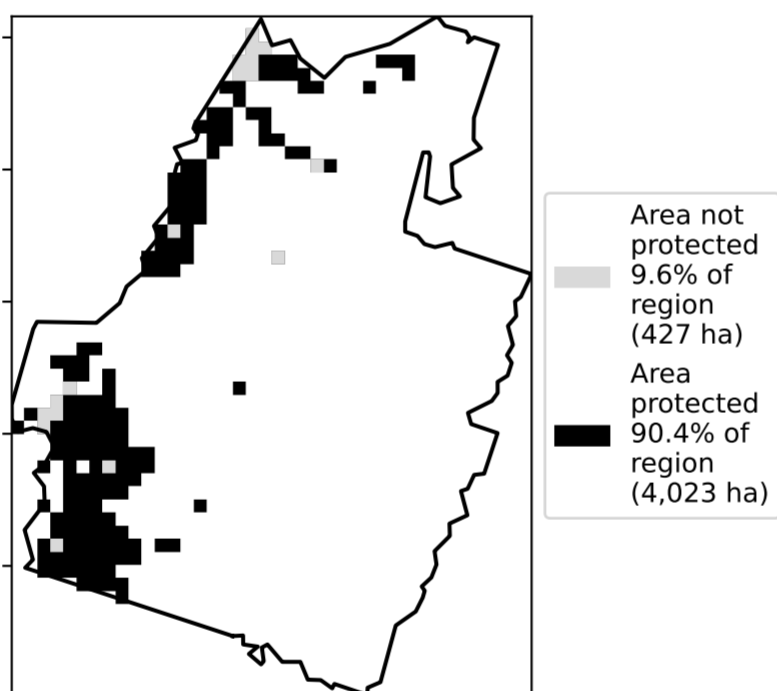 Area not
protected
9.6% of
region
(427 ha)
Area
protected
90.4% of
region
(4,023 ha)